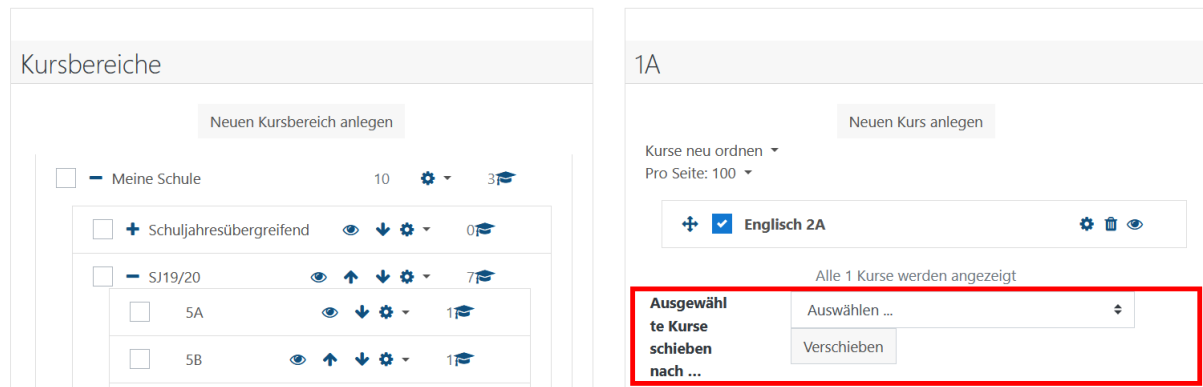 Kursbereiche
Neuen Kursbereich anlegen
Meine Schule 10 3
Schuljahresübergreifend 0
SJ19/20 7
5A 1
5B 1
1A
Neuen Kurs anlegen
Kurse neu ordnen
Pro Seite: 100
Englisch 2A
Alle 1 Kurse werden angezeigt
Ausgewähl
te Kurse
schieben
nach ...
Auswählen ...
Verschieben